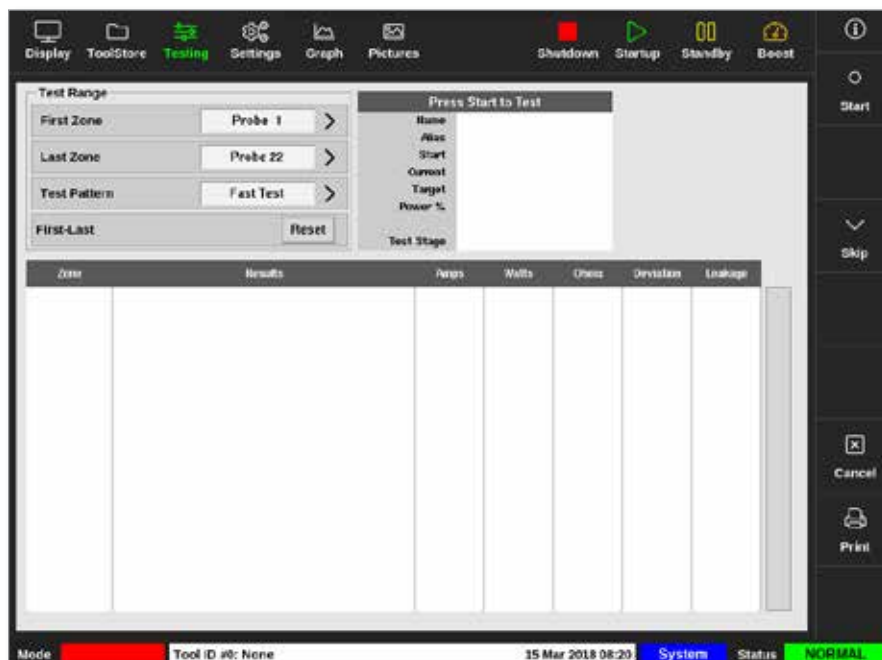 Display ToolStore Testing Settings Graph Pictures Shutdown Startup Standby Boost
Start
Skip
Cancel
Print
Test Range
First Zone Probe 1
Last Zone Probe 22
Test Pattern Fast Test
First-Last Reset
Press Start to Test
Name
Alias
Start
Current
Target
Power %
Test Stage
Zone Results Amps Watts Ohms Deviation Leakage
Mode Tool ID #0: None 15 Mar 2018 08:20 System Status NORMAL